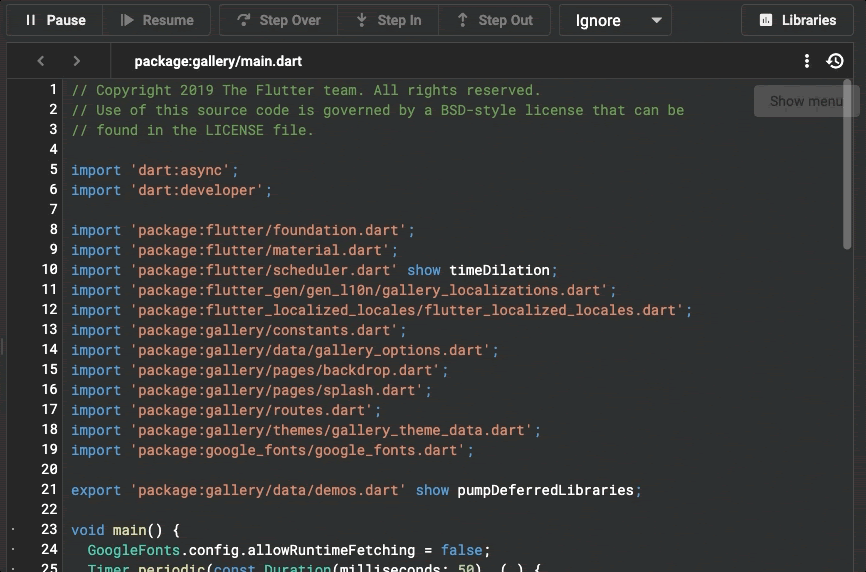 Pause Resume Step Over Step In Step Out Ignore Libraries
package:gallery/main.dart
Show menu
1 // Copyright 2019 The Flutter team. All rights reserved.
2 // Use of this source code is governed by a BSD-style license that can be
3 // found in the LICENSE file.
4
5 import 'dart:async';
6 import 'dart:developer';
7
8 import 'package:flutter/foundation.dart';
9 import 'package:flutter/material.dart';
10 import 'package:flutter/scheduler.dart' show timeDilation;
11 import 'package:flutter_gen/gen_l10n/gallery_localizations.dart';
12 import 'package:flutter_localized_locales/flutter_localized_locales.dart';
13 import 'package:gallery/constants.dart';
14 import 'package:gallery/data/gallery_options.dart';
15 import 'package:gallery/pages/backdrop.dart';
16 import 'package:gallery/pages/splash.dart';
17 import 'package:gallery/routes.dart';
18 import 'package:gallery/themes/gallery_theme_data.dart';
19 import 'package:google_fonts/google_fonts.dart';
20
21 export 'package:gallery/data/demos.dart' show pumpDeferredLibraries;
22
23 void main() {
24 GoogleFonts.config.allowRuntimeFetching = false;
25 Timer.periodic(const Duration(milliseconds: 50), (_) {